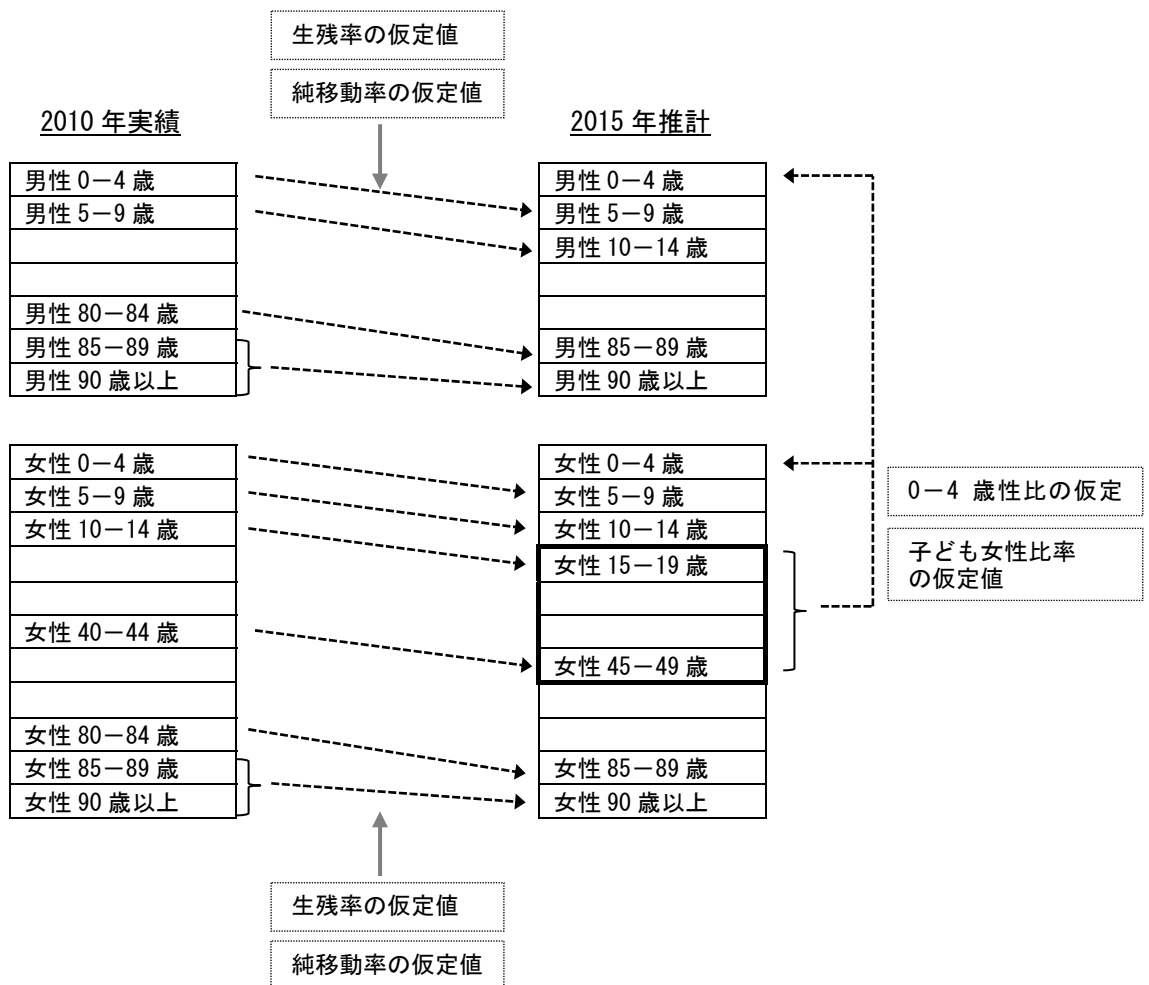 生残率の仮定値
純移動率の仮定値
2010 年実績
2015 年推計
男性 0－4 歳
男性 5－9 歳
男性 80－84 歳
男性 85－89 歳
男性 90 歳以上
男性 0－4 歳
男性 5－9 歳
男性 10－14 歳
男性 85－89 歳
男性 90 歳以上
女性 0－4 歳
女性 5－9 歳
女性 10－14 歳
女性 40－44 歳
女性 80－84 歳
女性 85－89 歳
女性 90 歳以上
女性 0－4 歳
女性 5－9 歳
女性 10－14 歳
女性 15－19 歳
女性 45－49 歳
女性 85－89 歳
女性 90 歳以上
0－4 歳性比の仮定
子ども女性比率
の仮定値
生残率の仮定値
純移動率の仮定値